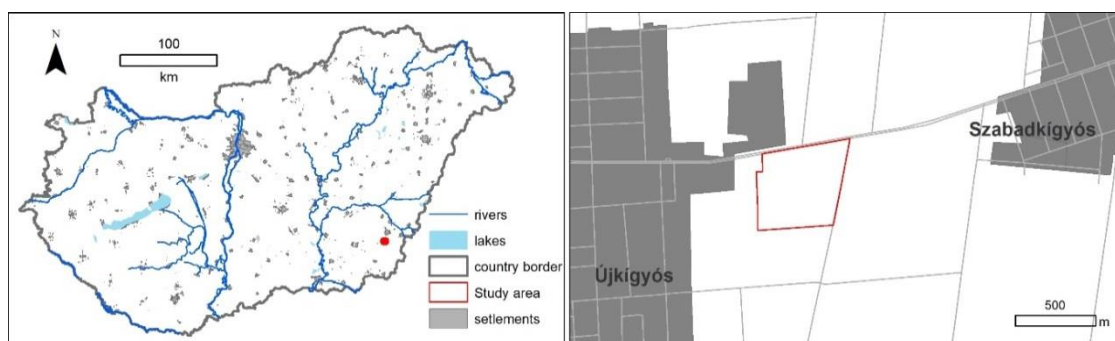 N
100
km
rivers
lakes
country border
Study area
setlements
Szabadkígyós
Újkígyós
500
m